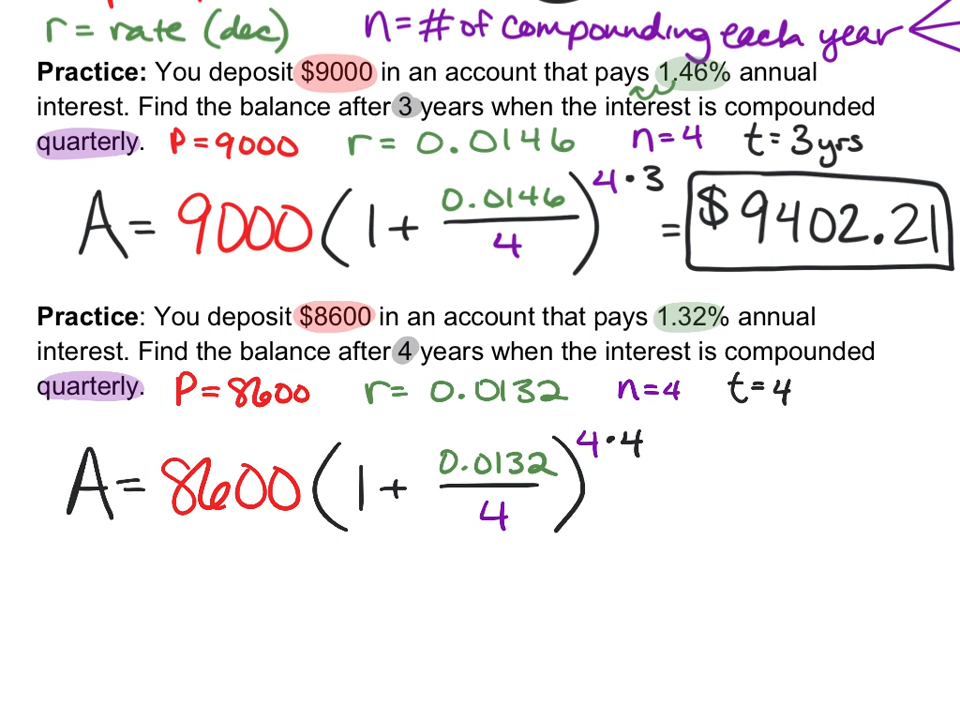 r = rate (dec) n = # of compounding each year
Practice: You deposit $9000 in an account that pays 1.46% annual
interest. Find the balance after 3 years when the interest is compounded
quarterly. P = 9000 r = 0.0146 n=4 t = 3 yrs
A = 9000 ( 1 + 0.0146 / 4 ) 4 • 3 = $9402.21
Practice: You deposit $8600 in an account that pays 1.32% annual
interest. Find the balance after 4 years when the interest is compounded
quarterly. P = 8600 r = 0.0132 n=4 t = 4
A = 8600 ( 1 + 0.0132 / 4 ) 4 • 4